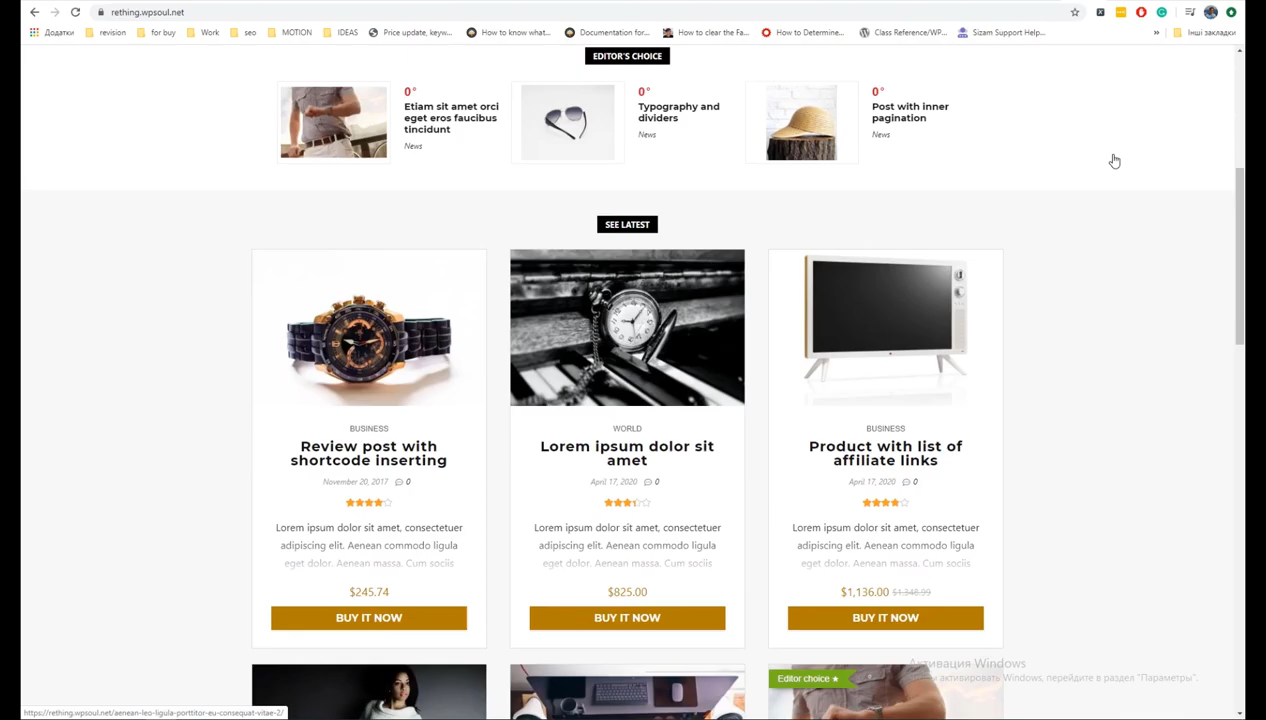 rething.wpsoul.net
Додатки revision for buy Work seo MOTION IDEAS Price update, keyw... How to know what... Documentation for... How to clear the Fa... How to Determine... Class Reference/WP... Sizam Support Help... » Інші закладки
EDITOR'S CHOICE
0°
Etiam sit amet orci
eget eros faucibus
tincidunt
News
0°
Typography and
dividers
News
0°
Post with inner
pagination
News
SEE LATEST
BUSINESS
Review post with
shortcode inserting
November 20, 2017 0
Lorem ipsum dolor sit amet, consectetuer
adipiscing elit. Aenean commodo ligula
eget dolor. Aenean massa. Cum sociis
$245.74
BUY IT NOW
WORLD
Lorem ipsum dolor sit
amet
April 17, 2020 0
Lorem ipsum dolor sit amet, consectetuer
adipiscing elit. Aenean commodo ligula
eget dolor. Aenean massa. Cum sociis
$825.00
BUY IT NOW
BUSINESS
Product with list of
affiliate links
April 17, 2020 0
Lorem ipsum dolor sit amet, consectetuer
adipiscing elit. Aenean commodo ligula
eget dolor. Aenean massa. Cum sociis
$1,136.00 $1,348.99
BUY IT NOW
Editor choice
Активация Windows
активировать Windows, перейдите в раздел "Параметры".
https://rething.wpsoul.net/aenean-leo-ligula-porttitor-eu-consequat-vitae-2/